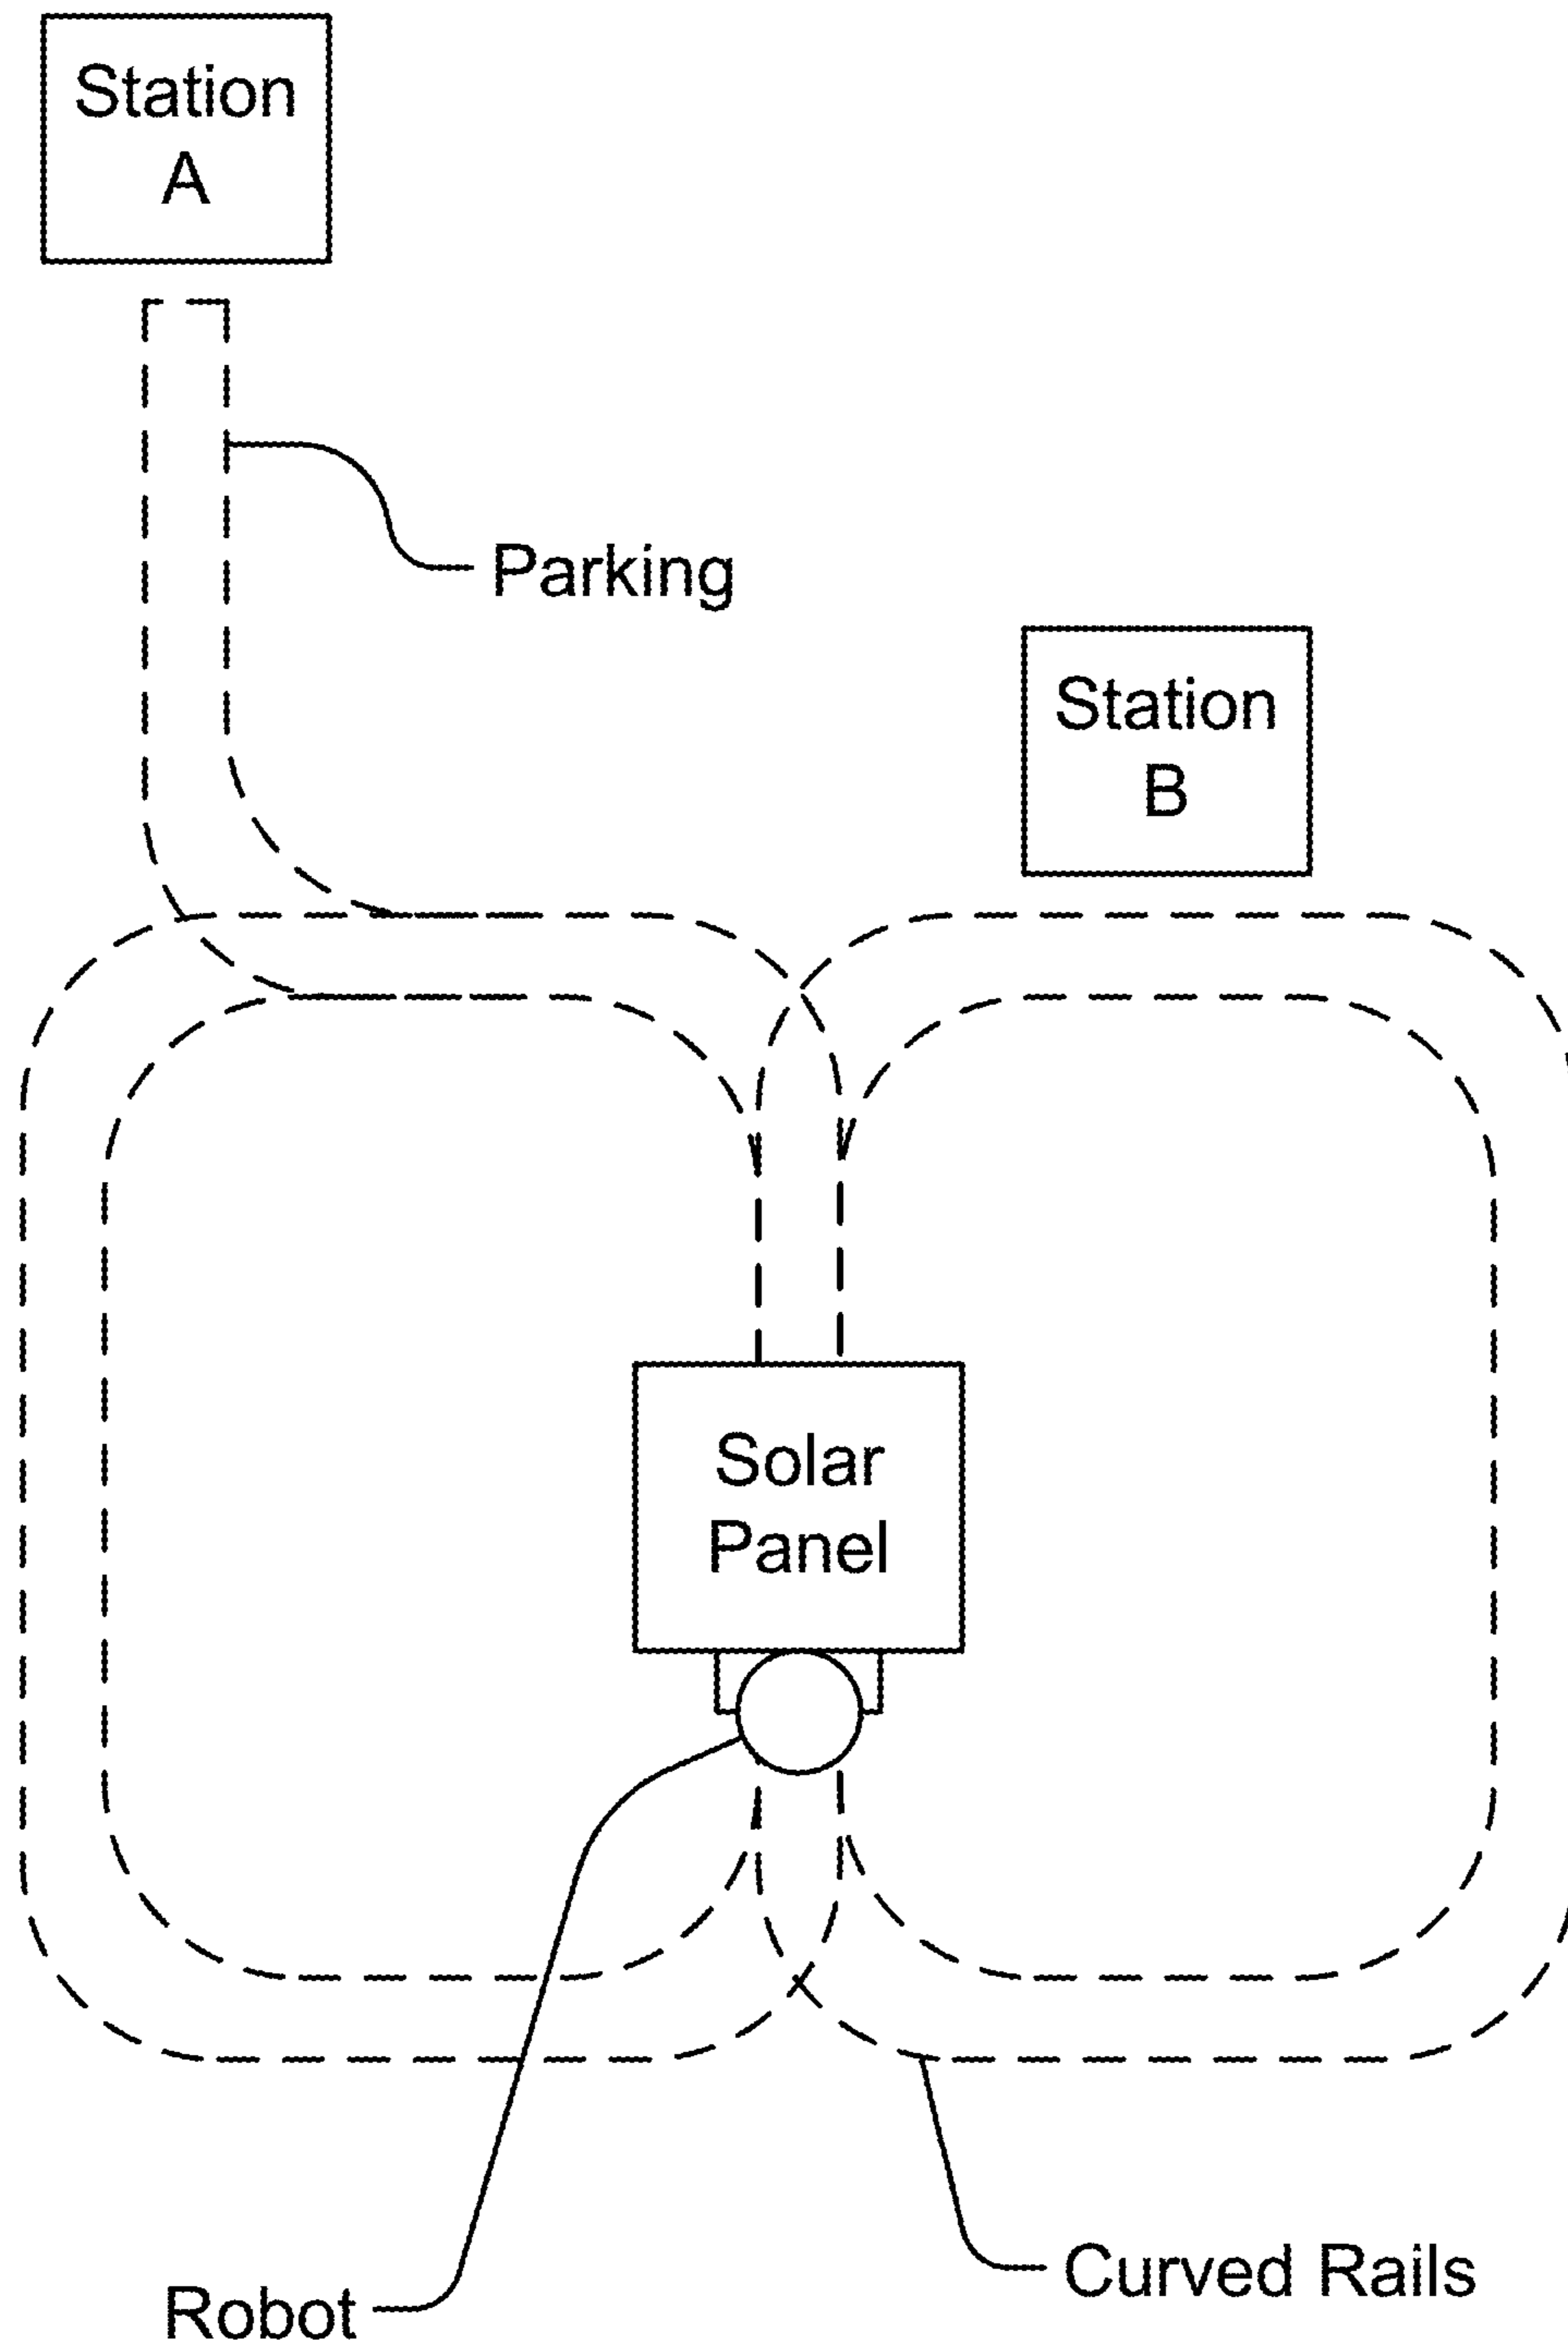 Station
A
Parking
Station
B
Solar
Panel
Curved Rails
Robot